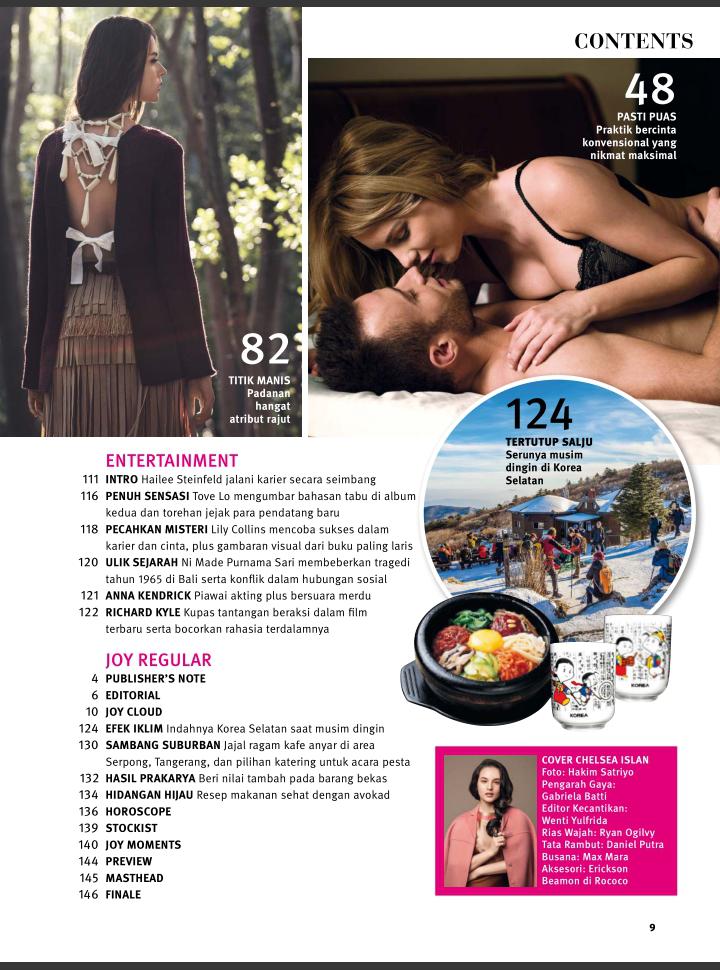 CONTENTS
82
TITIK MANIS
Padanan
hangat
atribut rajut
48
PASTI PUAS
Praktik bercinta
konvensional yang
nikmat maksimal
124
TERTUTUP SALJU
Serunya musim
dingin di Korea
Selatan
ENTERTAINMENT
111 INTRO Hailee Steinfeld jalani karier secara seimbang
116 PENUH SENSASI Tove Lo mengumbar bahasan tabu di album
kedua dan torehan jejak para pendatang baru
118 PECAHKAN MISTERI Lily Collins mencoba sukses dalam
karier dan cinta, plus gambaran visual dari buku paling laris
120 ULIK SEJARAH Ni Made Purnama Sari membeberkan tragedi
tahun 1965 di Bali serta konflik dalam hubungan sosial
121 ANNA KENDRICK Piawai akting plus bersuara merdu
122 RICHARD KYLE Kupas tantangan beraksi dalam film
terbaru serta bocorkan rahasia terdalamnya
JOY REGULAR
4 PUBLISHER'S NOTE
6 EDITORIAL
10 JOY CLOUD
124 EFEK IKLIM Indahnya Korea Selatan saat musim dingin
130 SAMBANG SUBURBAN Jajal ragam kafe anyar di area
Serpong, Tangerang, dan pilihan katering untuk acara pesta
132 HASIL PRAKARYA Beri nilai tambah pada barang bekas
134 HIDANGAN HIJAU Resep makanan sehat dengan avokad
136 HOROSCOPE
139 STOCKIST
140 JOY MOMENTS
144 PREVIEW
145 MASTHEAD
146 FINALE
KOREA
KOREA
COVER CHELSEA ISLAN
Foto: Hakim Satriyo
Pengarah Gaya:
Gabriela Batti
Editor Kecantikan:
Wenti Yulfrida
Rias Wajah: Ryan Ogilvy
Tata Rambut: Daniel Putra
Busana: Max Mara
Aksesori: Erickson
Beamon di Rococo
9